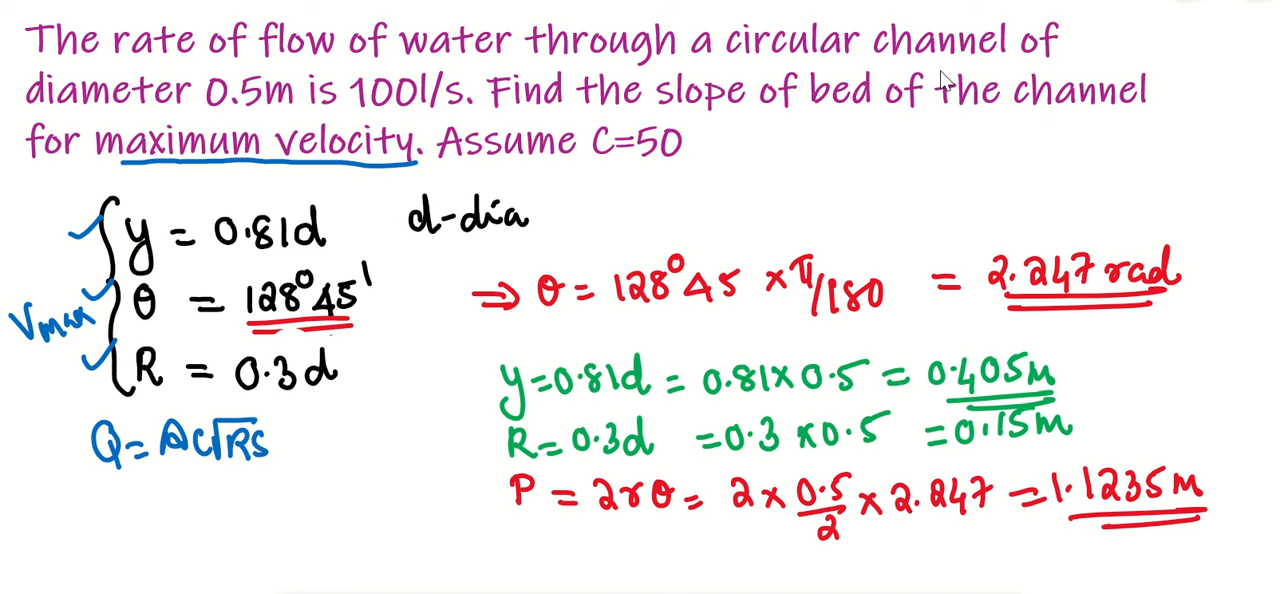 The rate of flow of water through a circular channel of
diameter 0.5m is 100l/s. Find the slope of bed of the channel
for maximum velocity. Assume C=50
y = 0.81d
d-dia
Vmax
θ = 128°45'
⇒ θ = 128°45 × π/180 = 2.247 rad
R = 0.3d
y=0.81d = 0.81×0.5 = 0.405m
Q = AC√RS
R = 0.3d = 0.3×0.5 = 0.15m
P = 2rθ = 2 × 0.5/2 × 2.247 = 1.1235m